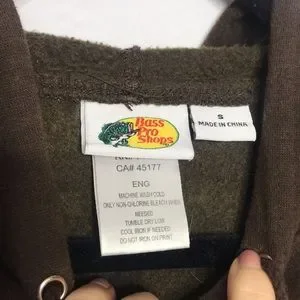 Bass
Pro
Shops
S
MADE IN CHINA
CA# 45177
ENG
MACHINE WASH COLD
ONLY NON-CHLORINE BLEACH WHEN
NEEDED
TUMBLE DRY LOW
COOL IRON IF NEEDED
DO NOT IRON ON PRINT